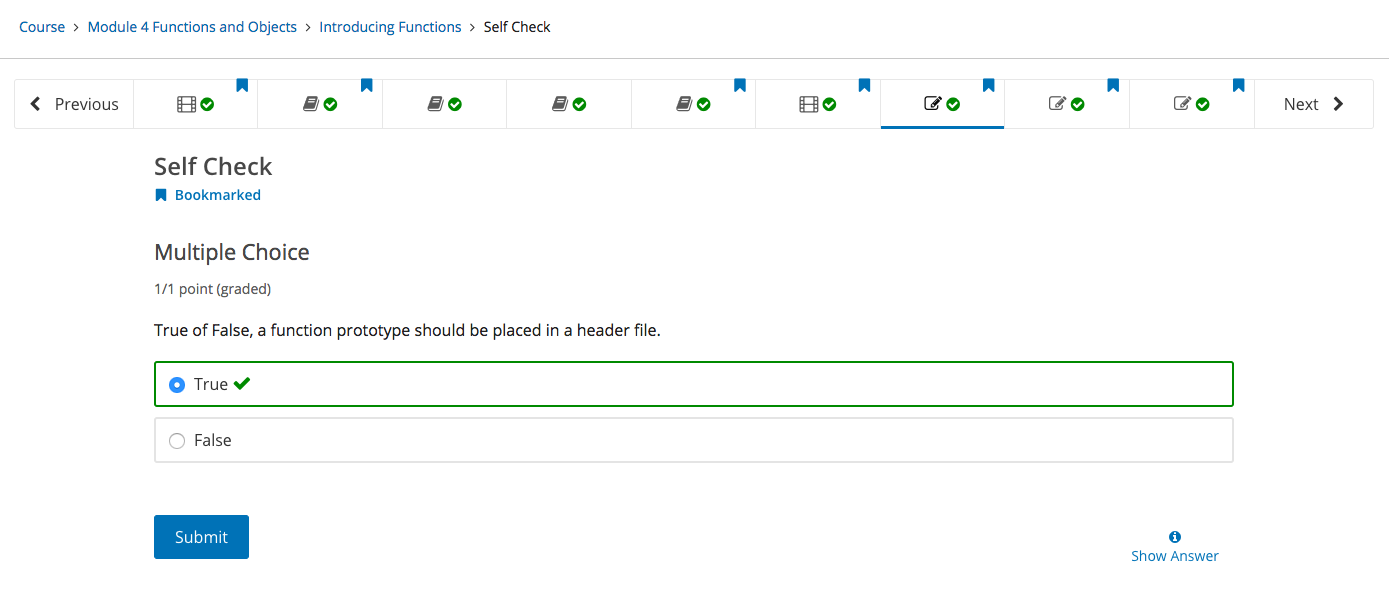 Course > Module 4 Functions and Objects > Introducing Functions > Self Check
Previous
Next
Self Check
Bookmarked
Multiple Choice
1/1 point (graded)
True of False, a function prototype should be placed in a header file.
True
False
Submit
Show Answer